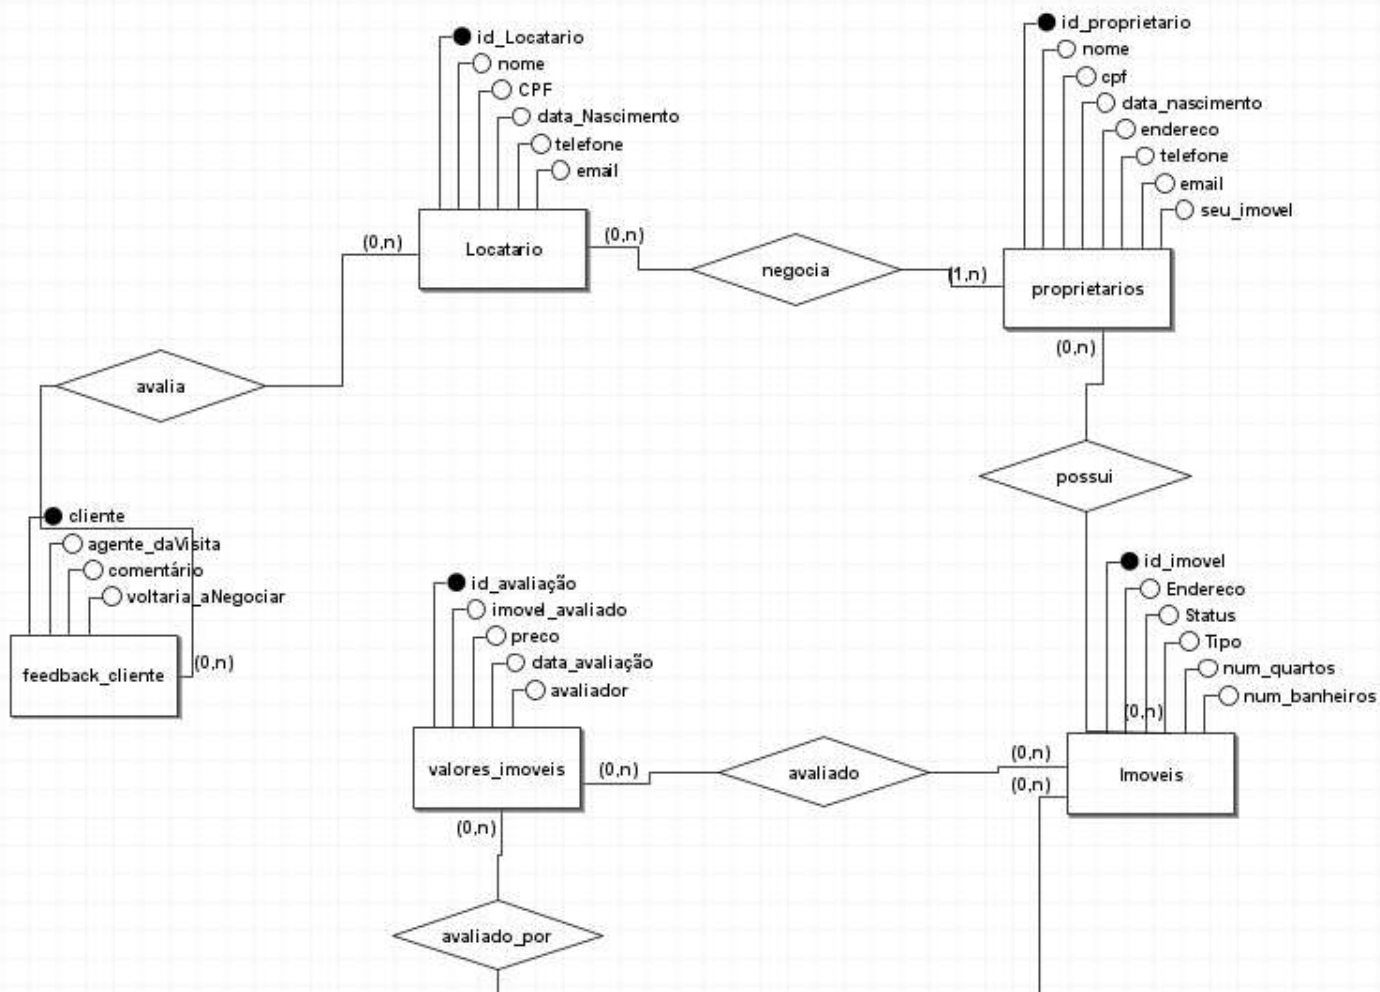 id_Locatario
nome
CPF
data_Nascimento
telefone
email
Locatario
(0,n)
(0,n)
negocia
(1,n)
id_proprietario
nome
cpf
data_nascimento
endereco
telefone
email
seu_imovel
proprietarios
(0,n)
possui
avalia
cliente
agente_daVisita
comentário
voltaria_aNegociar
feedback_cliente
(0,n)
id_avaliação
imovel_avaliado
preco
data_avaliação
avaliador
valores_imoveis
(0,n)
(0,n)
avaliado
(0,n)
(0,n)
id_imovel
Endereco
Status
Tipo
num_quartos
num_banheiros
(0,n)
Imoveis
avaliado_por